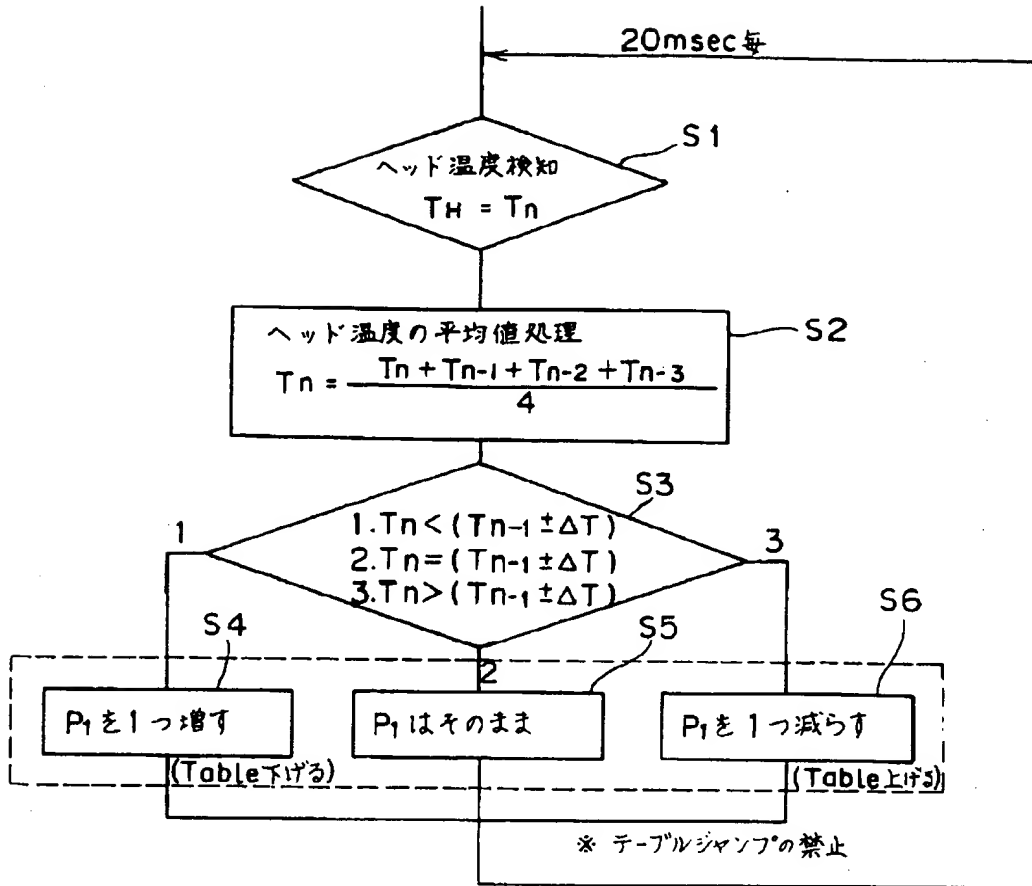 20msec毎
S1
ヘッド温度検知
TH = Tn
S2
ヘッド温度の平均値処理
Tn = Tn + Tn-1 + Tn-2 + Tn-3
4
S3
1
1. Tn < (Tn-1 ± ΔT)
2. Tn = (Tn-1 ± ΔT)
3. Tn > (Tn-1 ± ΔT)
3
S4
S5
S6
2
P1を1つ増す
P1はそのまま
P1を1つ減らす
(Table下げる)
(Table上げる)
※ テーブルジャンプの禁止